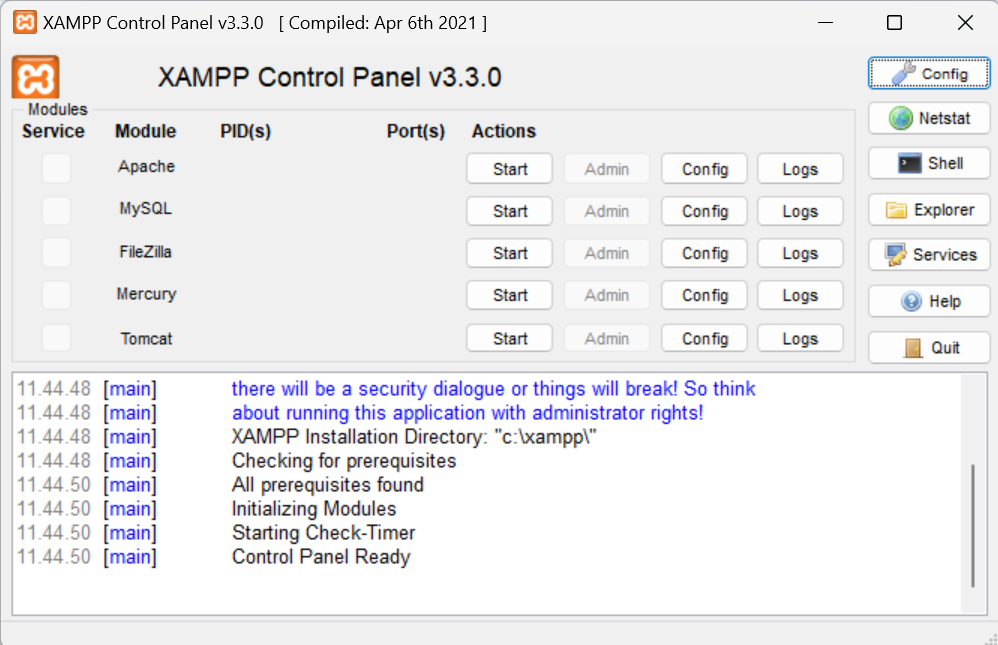 XAMPP Control Panel v3.3.0 [ Compiled: Apr 6th 2021 ]
XAMPP Control Panel v3.3.0
Config
Modules
Service Module PID(s) Port(s) Actions
Netstat
Apache Start Admin Config Logs
Shell
MySQL Start Admin Config Logs
Explorer
FileZilla Start Admin Config Logs
Services
Mercury Start Admin Config Logs
Help
Tomcat Start Admin Config Logs
Quit
11.44.48 [main] there will be a security dialogue or things will break! So think
11.44.48 [main] about running this application with administrator rights!
11.44.48 [main] XAMPP Installation Directory: "c:\xampp\"
11.44.48 [main] Checking for prerequisites
11.44.50 [main] All prerequisites found
11.44.50 [main] Initializing Modules
11.44.50 [main] Starting Check-Timer
11.44.50 [main] Control Panel Ready